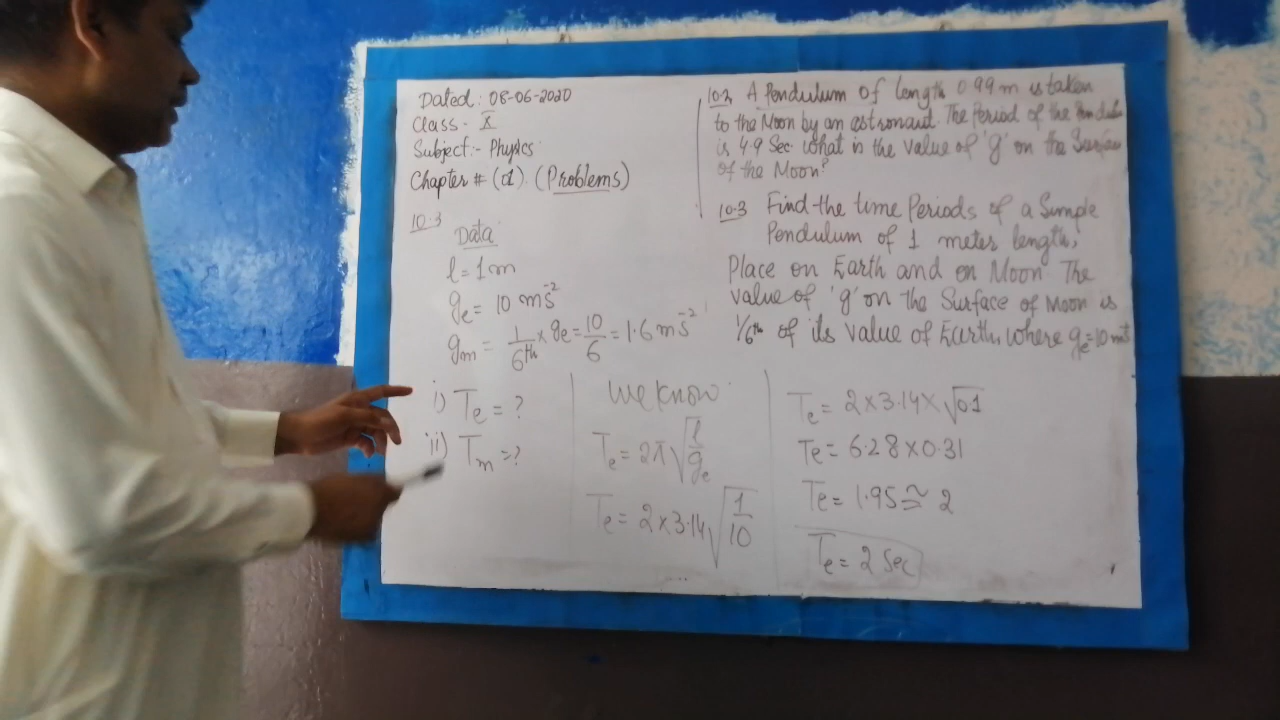 Dated: 08-06-2020
Class - X
Subject:- Physics
Chapter # (01) (Problems)
10.2 A Pendulum of length 0.99 m is taken
to the Moon by an astronaut. The Period of the Pendulum
is 4.9 Sec. What is the value of 'g' on the Surface
of the Moon?
10.3 Find the time Periods of a Simple
Pendulum of 1 meter length,
Place on Earth and on Moon. The
value of 'g' on the Surface of Moon is
1/6th of its value of Earth, where ge=10 ms⁻²
10.3
Data
l = 1m
ge = 10 ms⁻²
gm = 1/6th × ge = 10/6 = 1.6 ms⁻²
i) Te = ?
ii) Tm = ?
We know
Te = 2π√(l/ge)
Te = 2×3.14√(1/10)
Te = 2×3.14×√0.1
Te = 6.28×0.31
Te = 1.95 ≃ 2
Te = 2 Sec